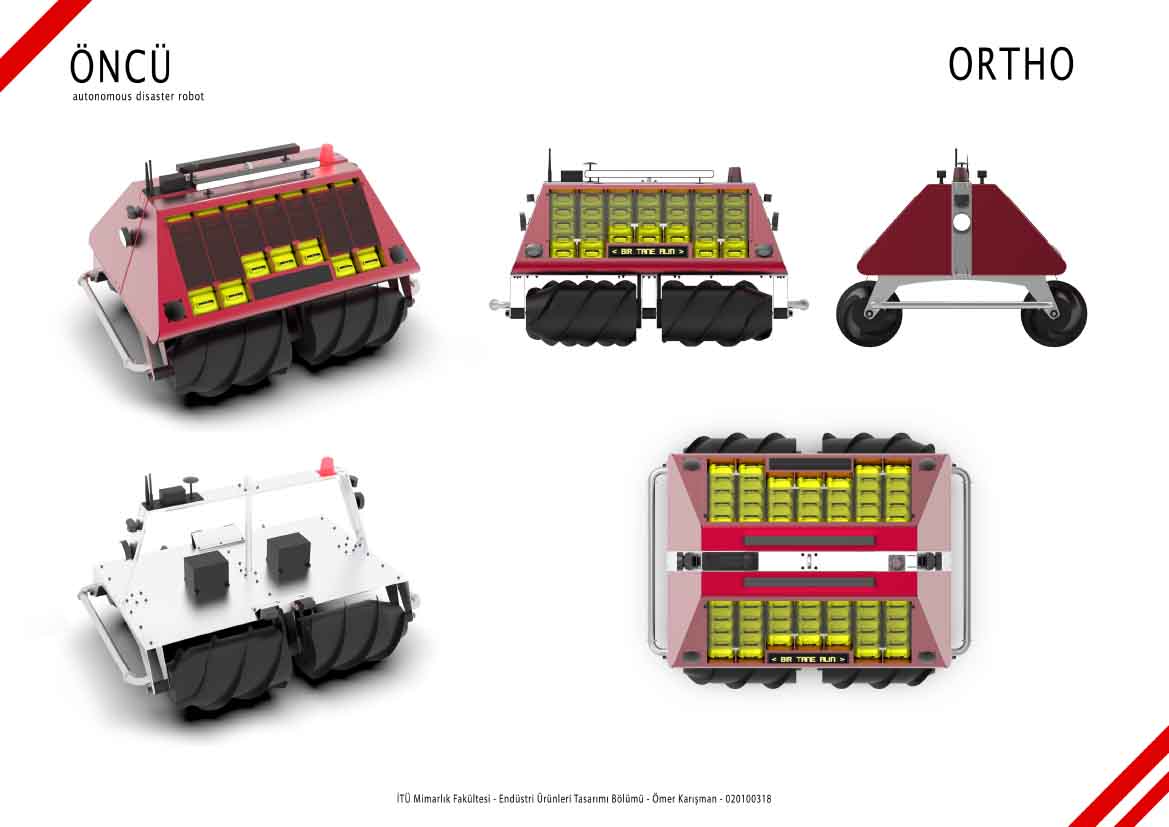 ÖNCÜ
autonomous disaster robot
ORTHO
< BIR TANE ALIN >
< BIR TANE ALIN >
İTÜ Mimarlık Fakültesi - Endüstri Ürünleri Tasarımı Bölümü - Ömer Karışman - 020100318